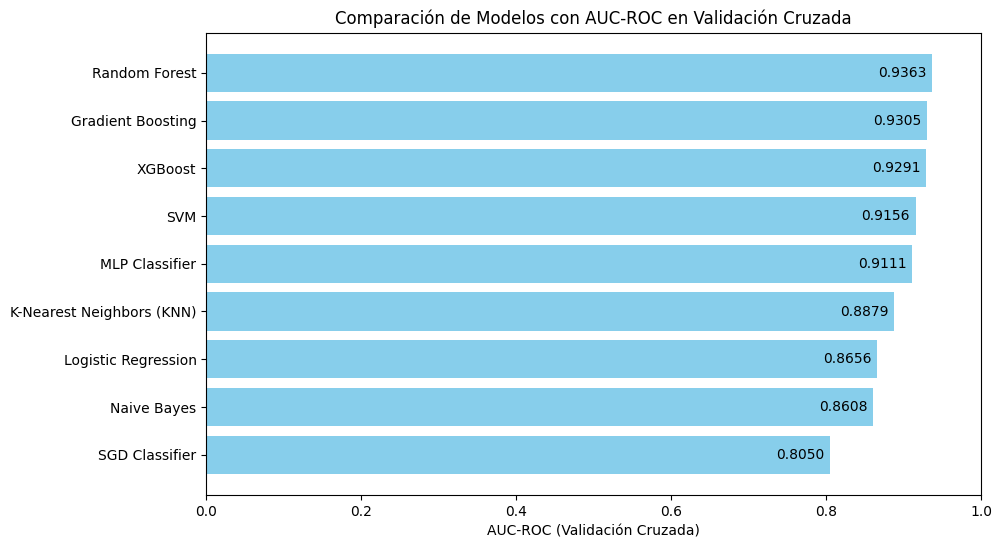 Comparación de Modelos con AUC-ROC en Validación Cruzada
Random Forest 0.9363
Gradient Boosting 0.9305
XGBoost 0.9291
SVM 0.9156
MLP Classifier 0.9111
K-Nearest Neighbors (KNN) 0.8879
Logistic Regression 0.8656
Naive Bayes 0.8608
SGD Classifier 0.8050
0.0 0.2 0.4 0.6 0.8 1.0
AUC-ROC (Validación Cruzada)